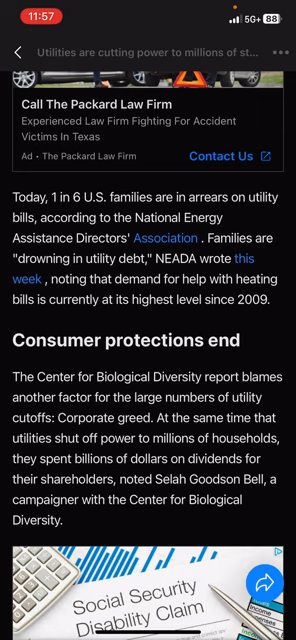 11:57
5G+ 88
Utilities are cutting power to millions of st...
Call The Packard Law Firm
Experienced Law Firm Fighting For Accident
Victims In Texas
Ad • The Packard Law Firm
Contact Us
Today, 1 in 6 U.S. families are in arrears on utility
bills, according to the National Energy
Assistance Directors' Association . Families are
"drowning in utility debt," NEADA wrote this
week , noting that demand for help with heating
bills is currently at its highest level since 2009.
Consumer protections end
The Center for Biological Diversity report blames
another factor for the large numbers of utility
cutoffs: Corporate greed. At the same time that
utilities shut off power to millions of households,
they spent billions of dollars on dividends for
their shareholders, noted Selah Goodson Bell, a
campaigner with the Center for Biological
Diversity.
Social Security
Disability Claim
Income
Expenses